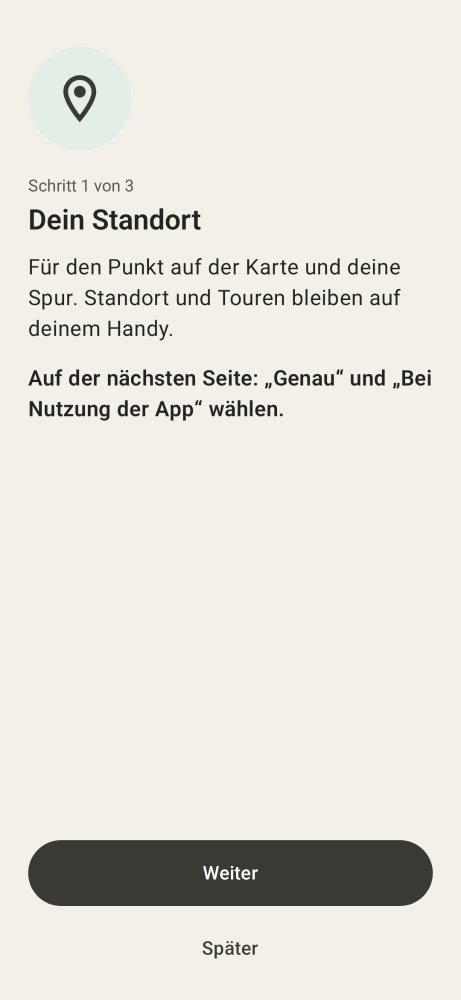 Schritt 1 von 3
Dein Standort
Für den Punkt auf der Karte und deine
Spur. Standort und Touren bleiben auf
deinem Handy.
Auf der nächsten Seite: „Genau“ und „Bei
Nutzung der App“ wählen.
Weiter
Später